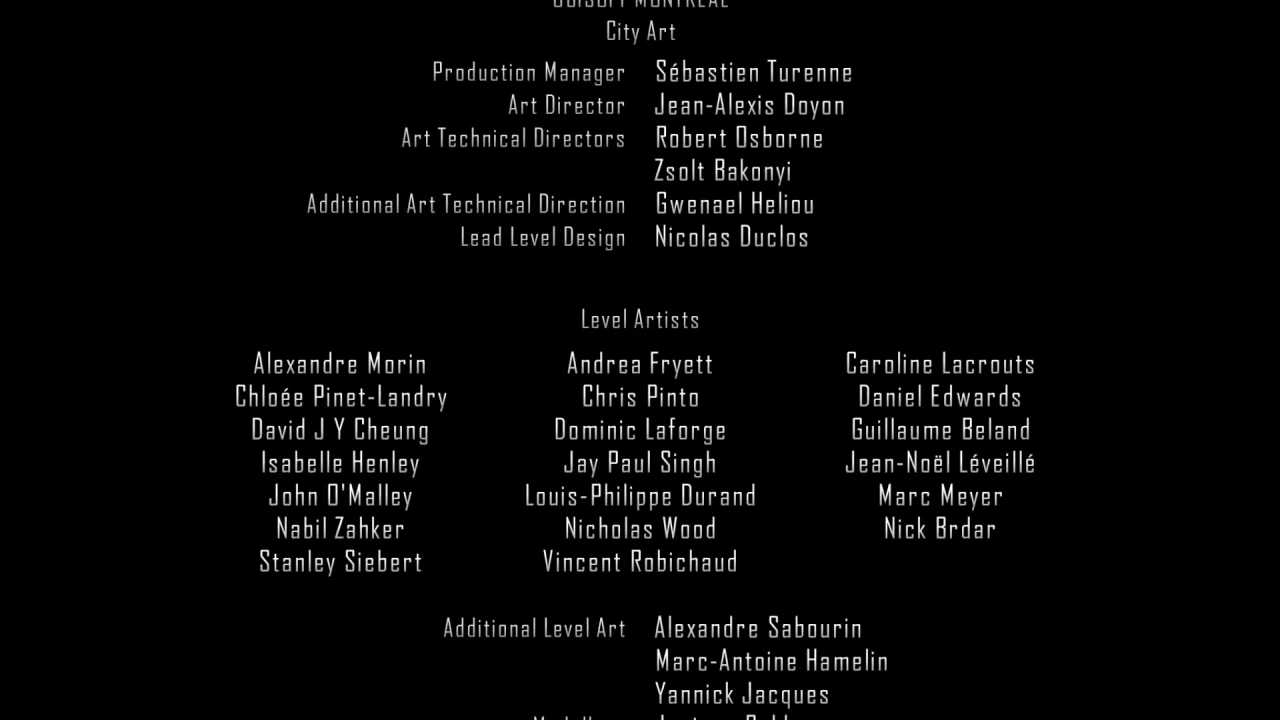 UBISOFT MONTREAL
City Art
Production Manager Sébastien Turenne
Art Director Jean-Alexis Doyon
Art Technical Directors Robert Osborne
Zsolt Bakonyi
Additional Art Technical Direction Gwenael Heliou
Lead Level Design Nicolas Duclos
Level Artists
Alexandre Morin Andrea Fryett Caroline Lacrouts
Chloée Pinet-Landry Chris Pinto Daniel Edwards
David J Y Cheung Dominic Laforge Guillaume Beland
Isabelle Henley Jay Paul Singh Jean-Noël Léveillé
John O'Malley Louis-Philippe Durand Marc Meyer
Nabil Zahker Nicholas Wood Nick Brdar
Stanley Siebert Vincent Robichaud
Additional Level Art Alexandre Sabourin
Marc-Antoine Hamelin
Yannick Jacques